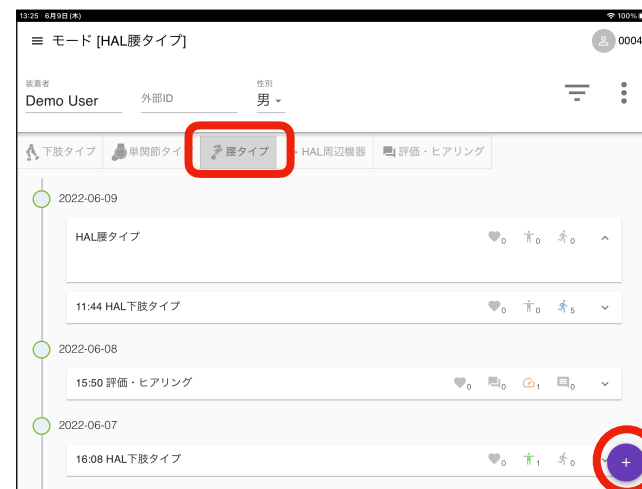 13:25 6月9日(木) 100%
モード [HAL腰タイプ] 0004
装着者 性別
Demo User 外部ID 男
下肢タイプ 単関節タイ 腰タイプ HAL周辺機器 評価・ヒアリング
2022-06-09
HAL腰タイプ 0 0 0
11:44 HAL下肢タイプ 0 0 5
2022-06-08
15:50 評価・ヒアリング 0 0 1 0
2022-06-07
16:08 HAL下肢タイプ 0 1 0
+